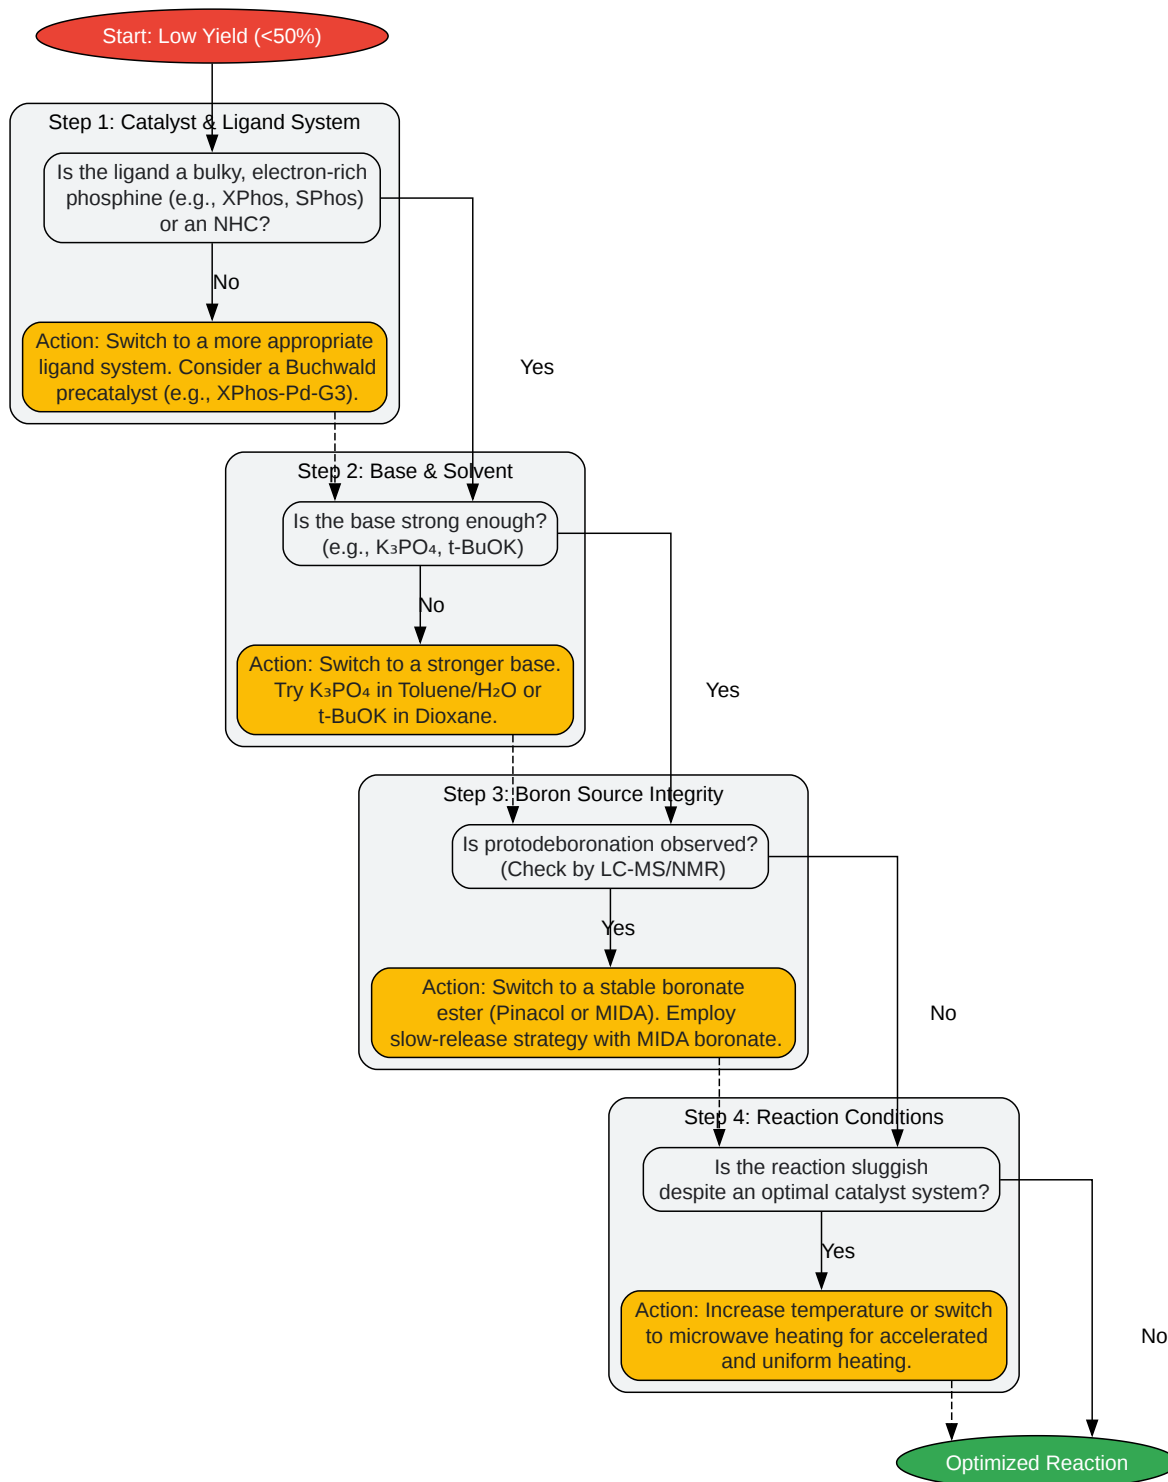 Start: Low Yield (<50%)
Step 1: Catalyst & Ligand System
Is the ligand a bulky, electron-rich
phosphine (e.g., XPhos, SPhos)
or an NHC?
No
Action: Switch to a more appropriate
ligand system. Consider a Buchwald
precatalyst (e.g., XPhos-Pd-G3).
Yes
Step 2: Base & Solvent
Is the base strong enough?
(e.g., K₃PO₄, t-BuOK)
No
Action: Switch to a stronger base.
Try K₃PO₄ in Toluene/H₂O or
t-BuOK in Dioxane.
Yes
Step 3: Boron Source Integrity
Is protodeboronation observed?
(Check by LC-MS/NMR)
Yes
Action: Switch to a stable boronate
ester (Pinacol or MIDA). Employ
slow-release strategy with MIDA boronate.
No
Step 4: Reaction Conditions
Is the reaction sluggish
despite an optimal catalyst system?
Yes
Action: Increase temperature or switch
to microwave heating for accelerated
and uniform heating.
No
Optimized Reaction